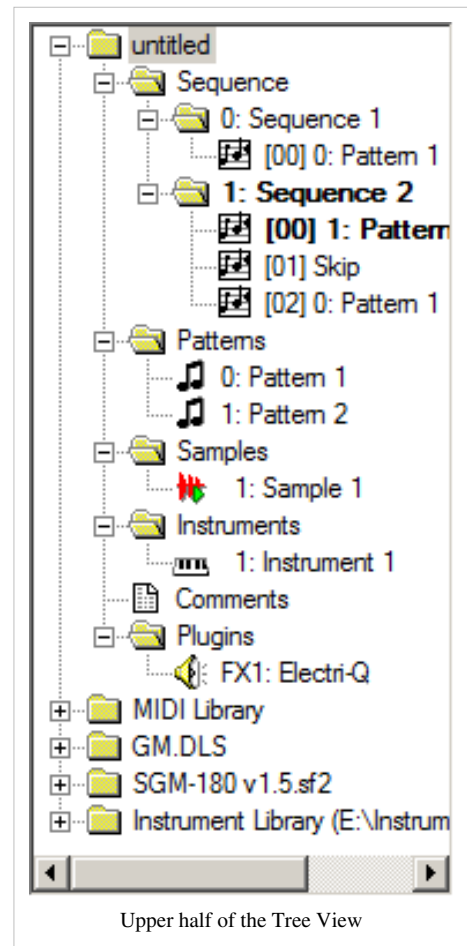 untitled
Sequence
0: Sequence 1
[00] 0: Pattern 1
1: Sequence 2
[00] 1: Pattern
[01] Skip
[02] 0: Pattern 1
Patterns
0: Pattern 1
1: Pattern 2
Samples
1: Sample 1
Instruments
1: Instrument 1
Comments
Plugins
FX1: Electri-Q
MIDI Library
GM.DLS
SGM-180 v1.5.sf2
Instrument Library (E:\Instrum
Upper half of the Tree View